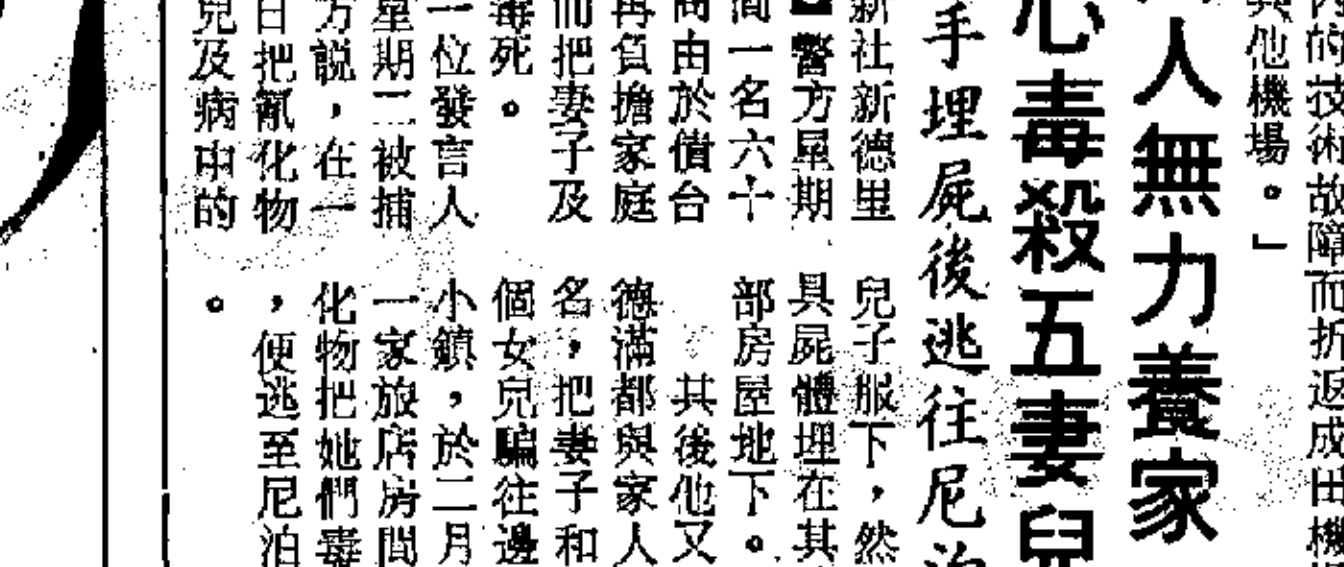 內的技術故障而折返成田機
其他機場。」
人無力養家
心毒殺五妻兒
手埋屍後逃往尼泊
新社新德里
警方星期
間一名六十
商由於債台
再負擔家庭
而把妻子及
毒死。
一位發言人
星期二被捕
方說，在一
日把氰化物
兒及病中的
兒子服下，然
具屍體埋在其
部房屋地下。
其後他又
德滿都與家人
名，把妻子和
個女兒騙往邊
小鎮，於二月
一家旅店房間
化物把她們毒
，便逃至尼泊
。